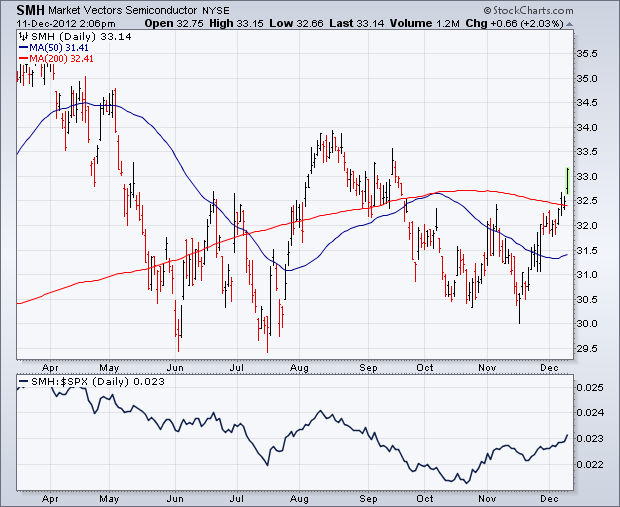 SMH Market Vectors Semiconductor NYSE © StockCharts.com
11-Dec-2012 2:06pm Open 32.75 High 33.15 Low 32.66 Last 33.14 Volume 1.2M Chg +0.66 (+2.03%)
SMH (Daily) 33.14
MA(50) 31.41
MA(200) 32.41
35.5
35.0
34.5
34.0
33.5
33.0
32.5
32.0
31.5
31.0
30.5
30.0
29.5
Apr May Jun Jul Aug Sep Oct Nov Dec
SMH:$SPX (Daily) 0.023
0.025
0.024
0.023
0.022
Apr May Jun Jul Aug Sep Oct Nov Dec